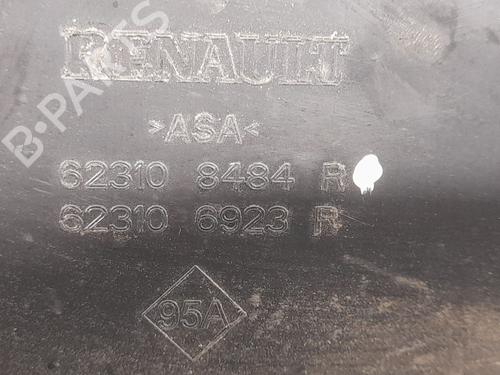 RENAULT
>ASA<
62310 8484 R
62310 6923 R
95A
B-PARTS